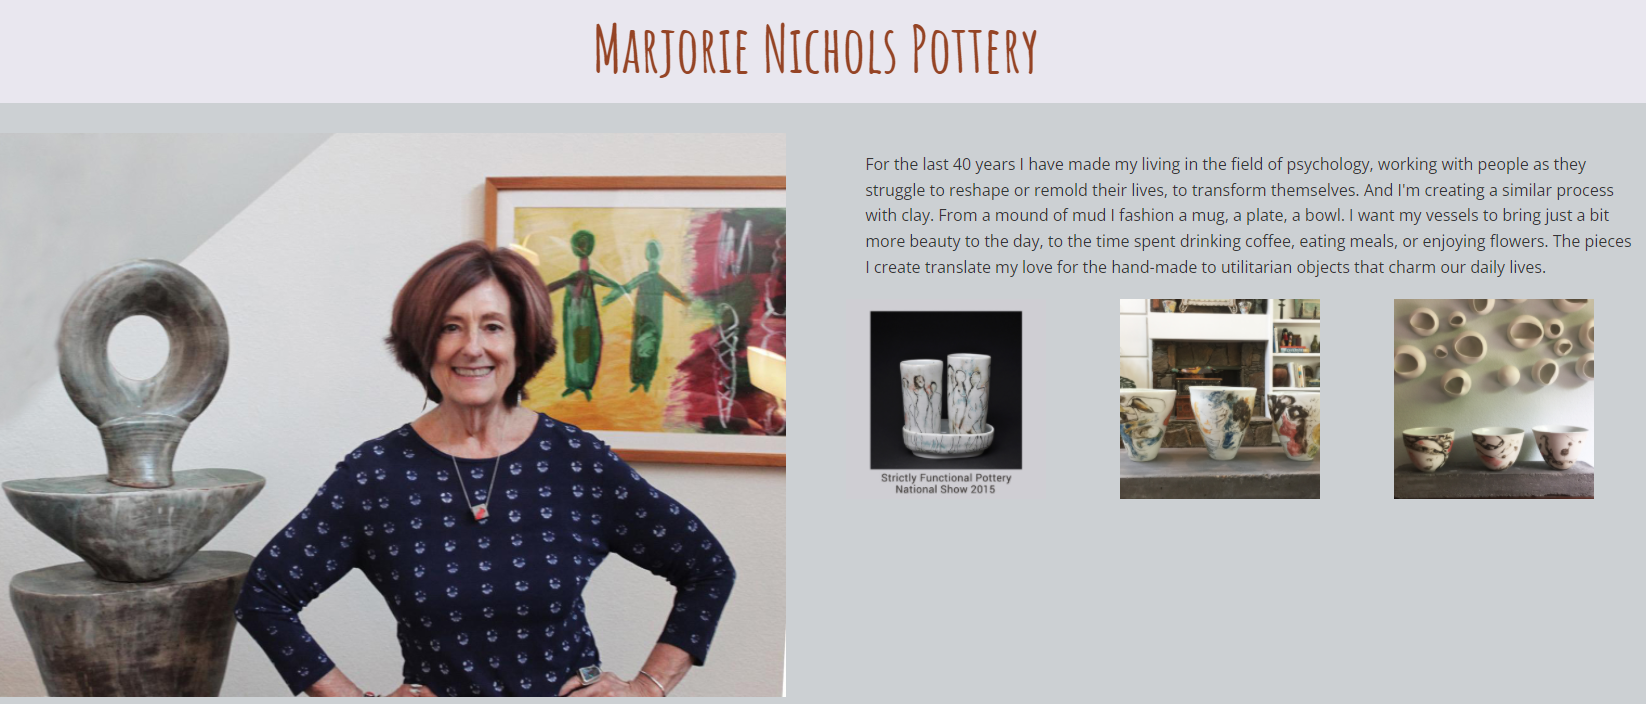 Marjorie Nichols Pottery
For the last 40 years I have made my living in the field of psychology, working with people as they
struggle to reshape or remold their lives, to transform themselves. And I'm creating a similar process
with clay. From a mound of mud I fashion a mug, a plate, a bowl. I want my vessels to bring just a bit
more beauty to the day, to the time spent drinking coffee, eating meals, or enjoying flowers. The pieces
I create translate my love for the hand-made to utilitarian objects that charm our daily lives.
Strictly Functional Pottery
National Show 2015